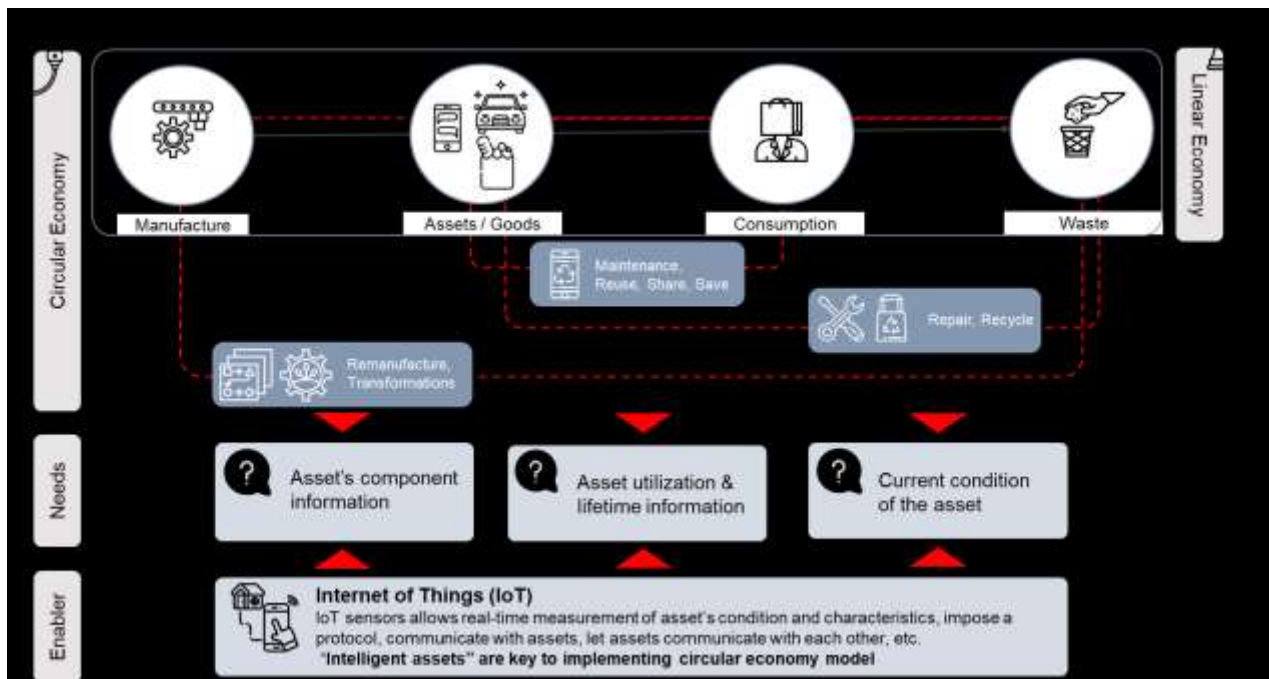 Circular Economy
Linear Economy
Manufacture
Assets / Goods
Consumption
Waste
Maintenance,
Reuse, Share, Save
Repair, Recycle
Remanufacture,
Transformations
Needs
?
Asset's component
information
?
Asset utilization &
lifetime information
?
Current condition
of the asset
Enabler
Internet of Things (IoT)
IoT sensors allows real-time measurement of asset's condition and characteristics, impose a
protocol, communicate with assets, let assets communicate with each other, etc.
"Intelligent assets" are key to implementing circular economy model